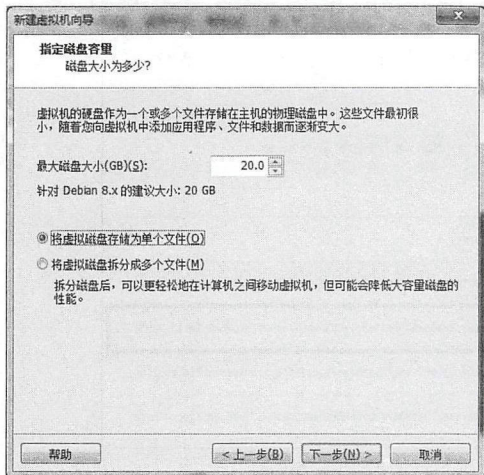 新建虚拟机向导
指定磁盘容量
磁盘大小为多少?
虚拟机的硬盘作为一个或多个文件存储在主机的物理磁盘中。这些文件最初很
小，随着您向虚拟机中添加应用程序、文件和数据而逐渐变大。
最大磁盘大小(GB)(S): 20.0
针对 Debian 8.x 的建议大小: 20 GB
将虚拟磁盘存储为单个文件(O)
将虚拟磁盘拆分成多个文件(M)
拆分磁盘后，可以更轻松地在计算机之间移动虚拟机，但可能会降低大容量磁盘的
性能。
帮助 < 上一步(B) 下一步(N) > 取消